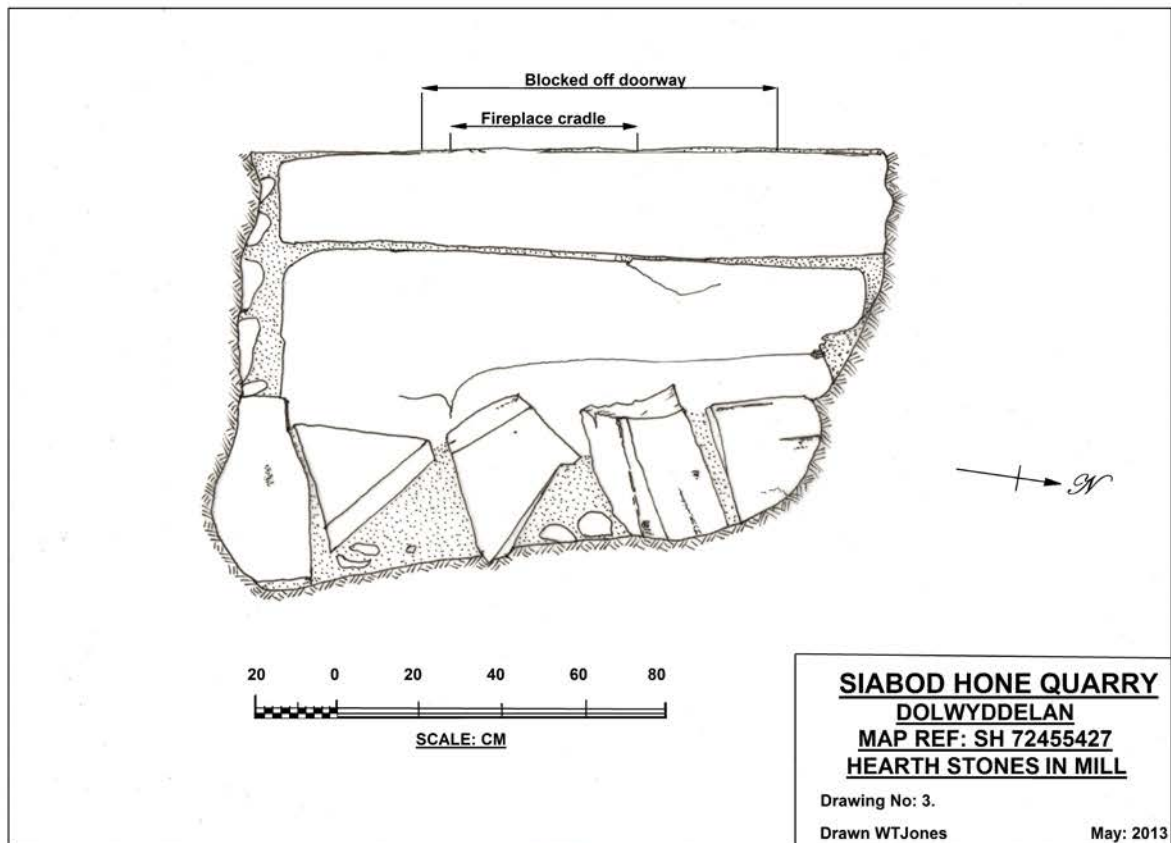 Blocked off doorway
Fireplace cradle
N
20 0 20 40 60 80
SCALE: CM
SIABOD HONE QUARRY
DOLWYDDELAN
MAP REF: SH 72455427
HEARTH STONES IN MILL
Drawing No: 3.
Drawn WTJones May: 2013